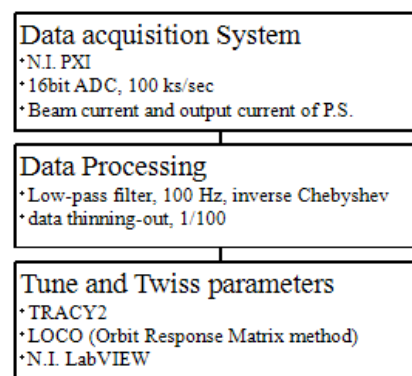 Data acquisition System
・N.I. PXI
・16bit ADC, 100 ks/sec
・Beam current and output current of P.S.
Data Processing
・Low-pass filter, 100 Hz, inverse Chebyshev
・data thinning-out, 1/100
Tune and Twiss parameters
・TRACY2
・LOCO (Orbit Response Matrix method)
・N.I. LabVIEW